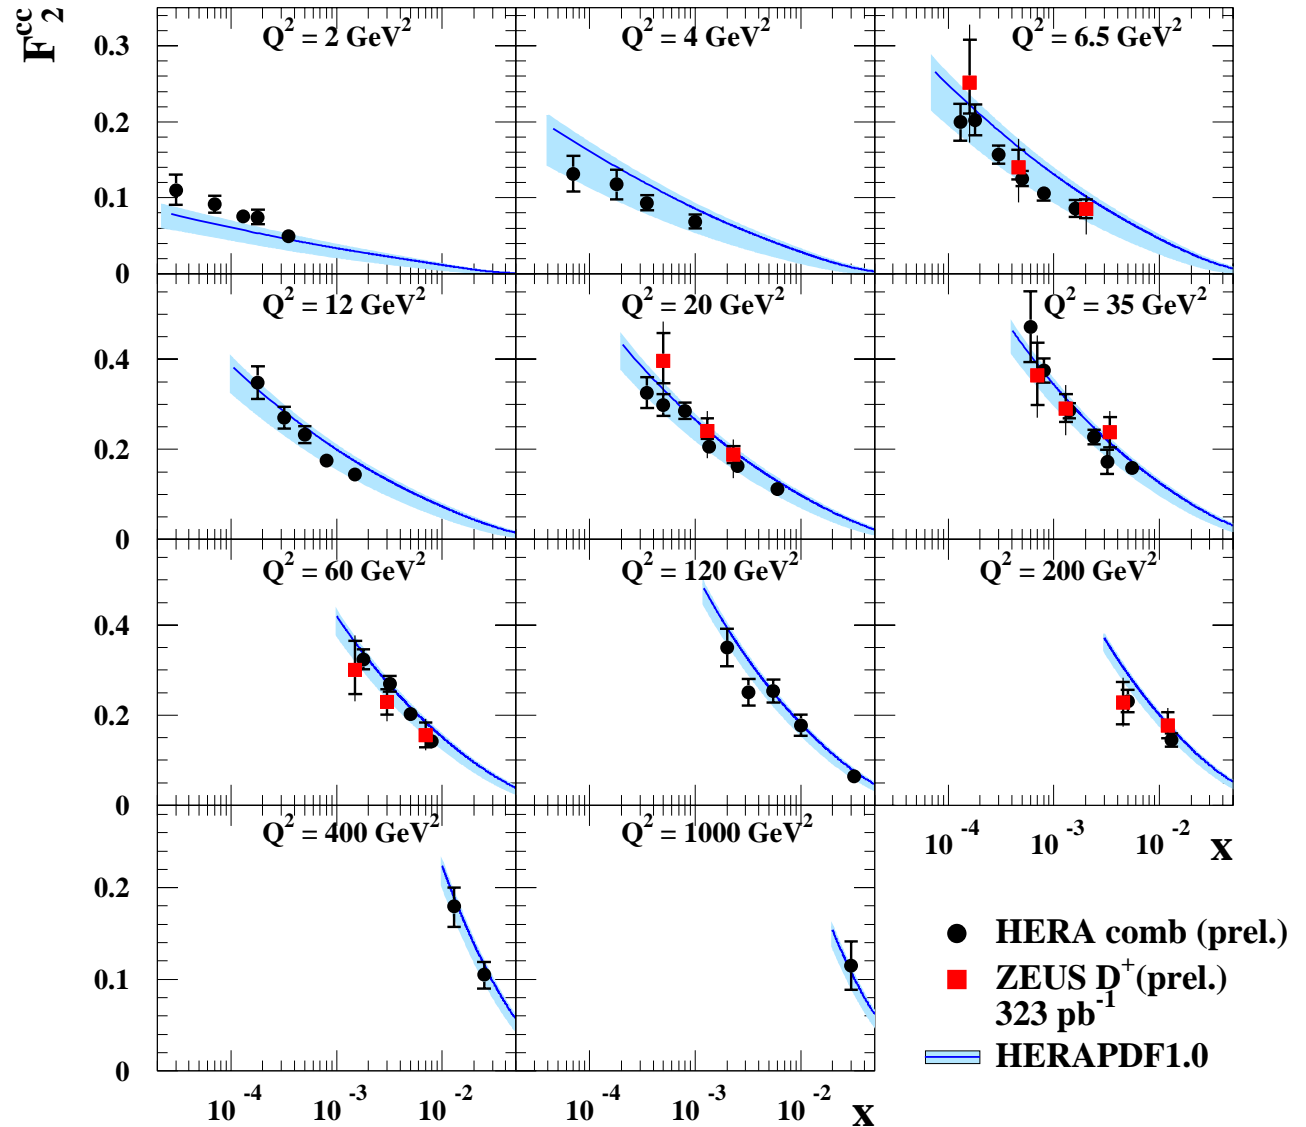 F₂^cc
Q² = 2 GeV²
Q² = 4 GeV²
Q² = 6.5 GeV²
0.3
0.2
0.1
0
Q² = 12 GeV²
Q² = 20 GeV²
Q² = 35 GeV²
0.4
0.2
0
Q² = 60 GeV²
Q² = 120 GeV²
Q² = 200 GeV²
0.4
0.2
0
10⁻⁴ 10⁻³ 10⁻² x
Q² = 400 GeV²
Q² = 1000 GeV²
0.2
0.1
0
10⁻⁴ 10⁻³ 10⁻² 10⁻⁴ 10⁻³ 10⁻² x
HERA comb (prel.)
ZEUS D⁺(prel.)
323 pb⁻¹
HERAPDF1.0